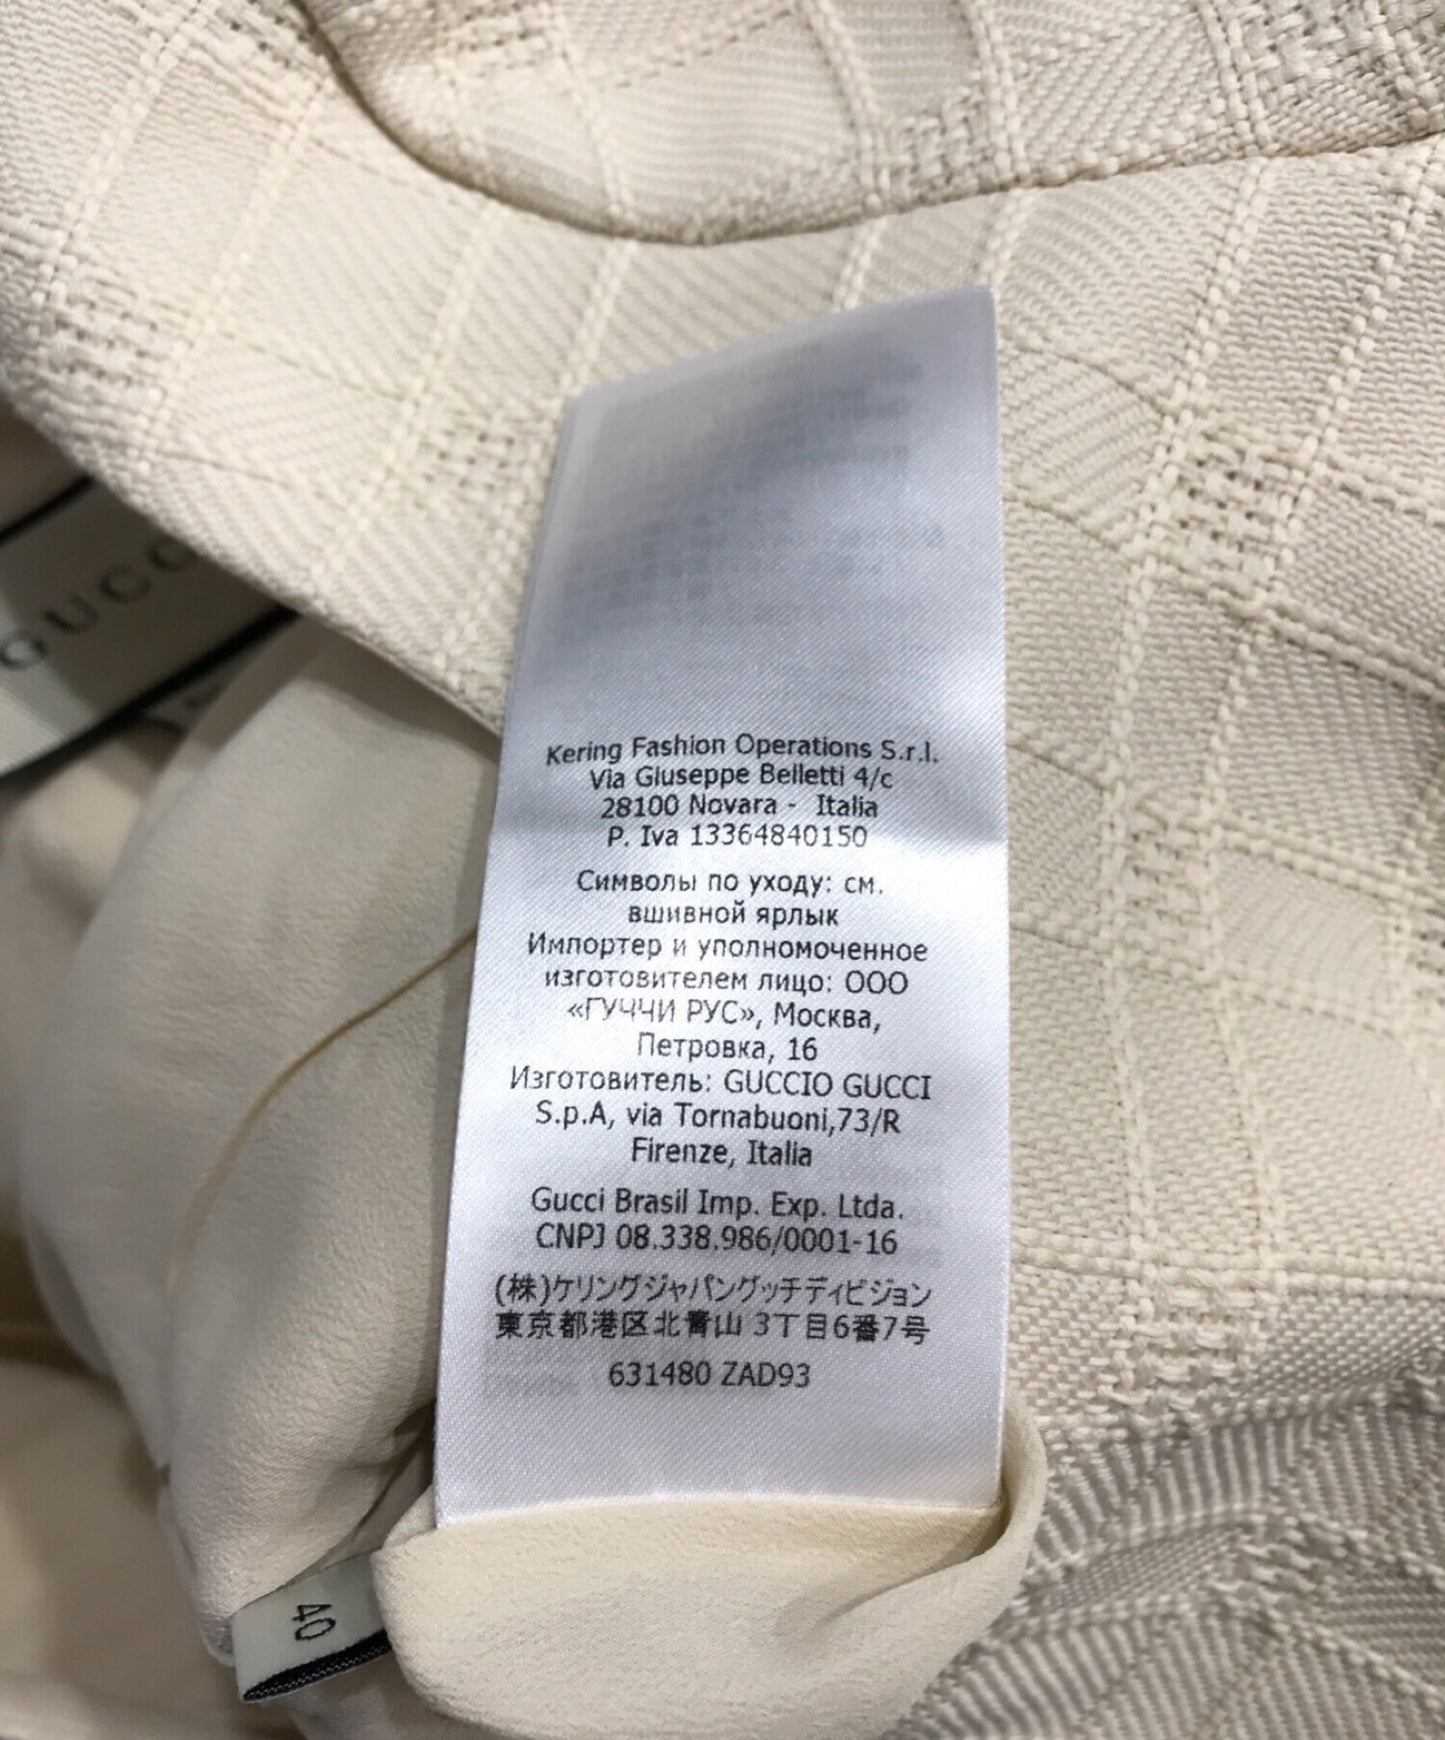 GUCC
Kering Fashion Operations S.r.l.
Via Giuseppe Belletti 4/c
28100 Novara - Italia
P. Iva 13364840150
Символы по уходу: см.
вшивной ярлык
Импортер и уполномоченное
изготовителем лицо: ООО
«ГУЧЧИ РУС», Москва,
Петровка, 16
Изготовитель: GUCCIO GUCCI
S.p.A, via Tornabuoni,73/R
Firenze, Italia
Gucci Brasil Imp. Exp. Ltda.
CNPJ 08.338.986/0001-16
(株)ケリングジャパングッチディビジョン
東京都港区北青山 3丁目6番7号
631480 ZAD93
40